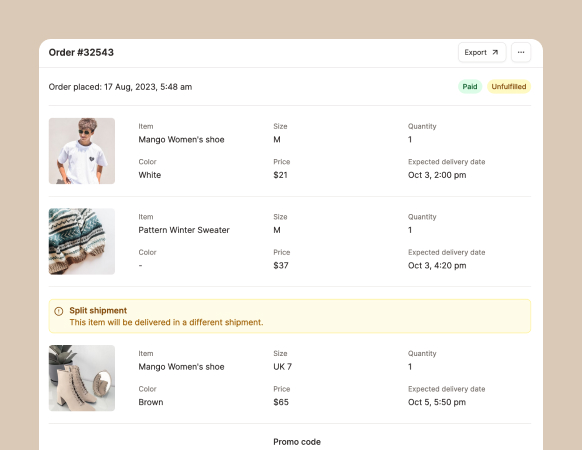 Order #32543
Export
Order placed: 17 Aug, 2023, 5:48 am
Paid
Unfulfilled
Item
Size
Quantity
Mango Women's shoe
M
1
Color
Price
Expected delivery date
White
$21
Oct 3, 2:00 pm
Item
Size
Quantity
Pattern Winter Sweater
M
1
Color
Price
Expected delivery date
-
$37
Oct 3, 4:20 pm
Split shipment
This item will be delivered in a different shipment.
Item
Size
Quantity
Mango Women's shoe
UK 7
1
Color
Price
Expected delivery date
Brown
$65
Oct 5, 5:50 pm
Promo code